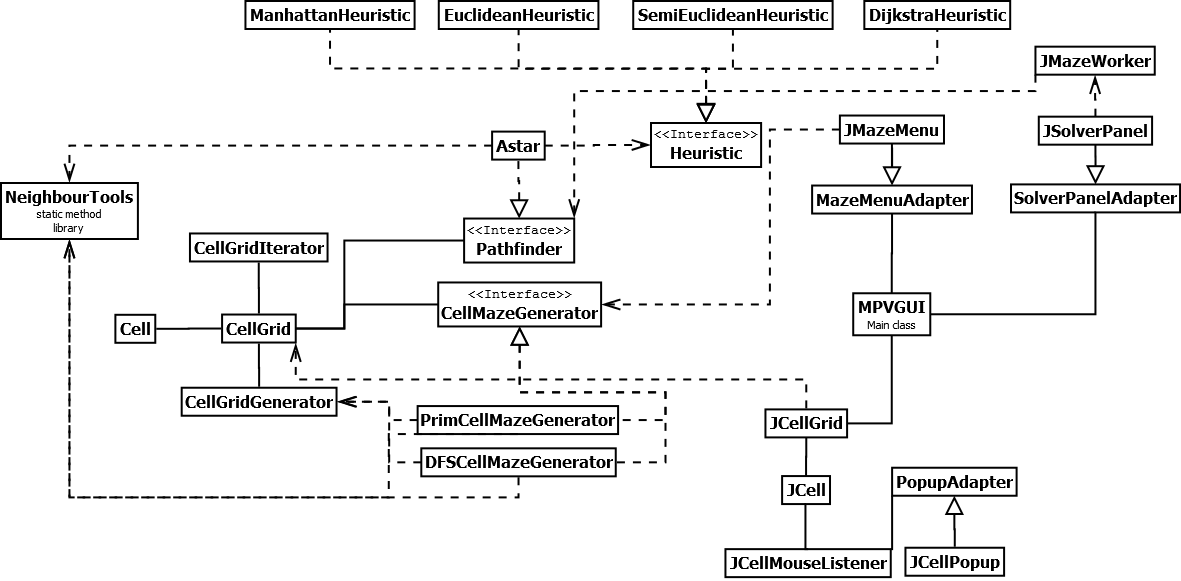 ManhattanHeuristic
EuclideanHeuristic
SemiEuclideanHeuristic
DijkstraHeuristic
JMazeWorker
<<Interface>>
Heuristic
JMazeMenu
JSolverPanel
Astar
NeighbourTools
static method
library
MazeMenuAdapter
SolverPanelAdapter
<<Interface>>
Pathfinder
CellGridIterator
<<Interface>>
CellMazeGenerator
MPVGUI
Main class
Cell
CellGrid
CellGridGenerator
PrimCellMazeGenerator
JCellGrid
DFSCellMazeGenerator
JCell
PopupAdapter
JCellMouseListener
JCellPopup